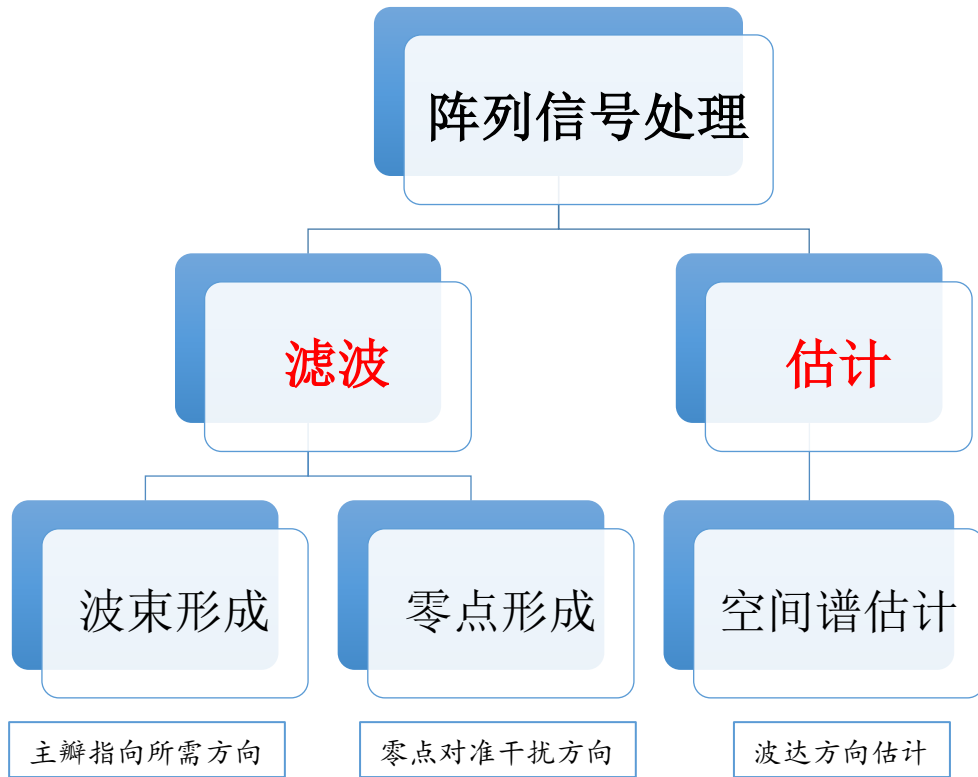 阵列信号处理
滤波
估计
波束形成
零点形成
空间谱估计
主瓣指向所需方向
零点对准干扰方向
波达方向估计